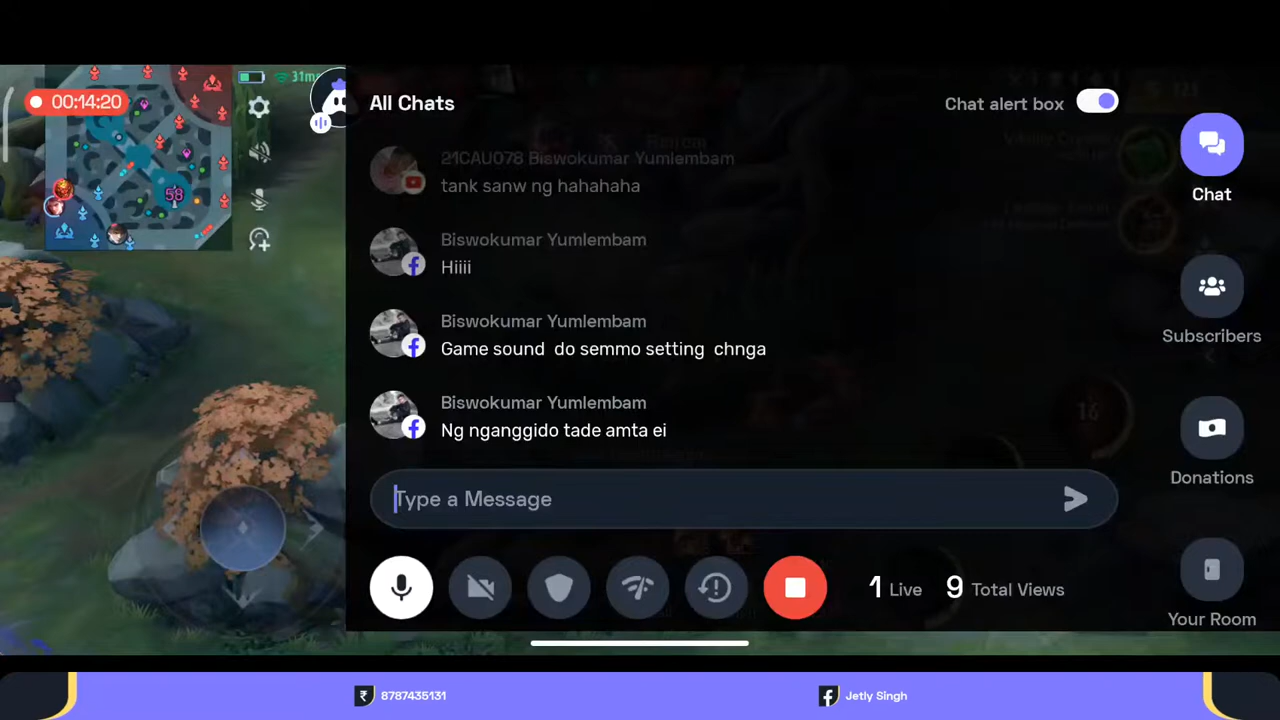 31ms
00:14:20
58
All Chats
Chat alert box
21CAU078 Biswokumar Yumlembam
tank sanw ng hahahaha
Chat
Biswokumar Yumlembam
Hiiii
Biswokumar Yumlembam
Game sound do semmo setting chnga
Subscribers
Biswokumar Yumlembam
Ng nganggido tade amta ei
16
Donations
Type a Message
1 Live 9 Total Views
Your Room
₹ 8787435131
Jetly Singh